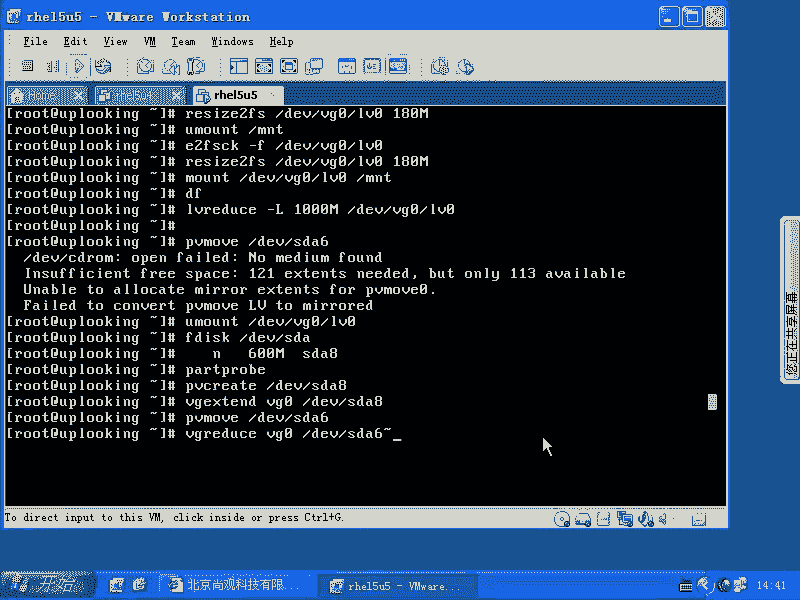 rhel5u5 - VMware Workstation
File Edit View VM Team Windows Help
Home rhel5u4 rhel5u5
[root@uplooking ~]# resize2fs /dev/vg0/lv0 180M
[root@uplooking ~]# umount /mnt
[root@uplooking ~]# e2fsck -f /dev/vg0/lv0
[root@uplooking ~]# resize2fs /dev/vg0/lv0 180M
[root@uplooking ~]# mount /dev/vg0/lv0 /mnt
[root@uplooking ~]# df
[root@uplooking ~]# lvreduce -L 1000M /dev/vg0/lv0
[root@uplooking ~]#
[root@uplooking ~]# pvmove /dev/sda6
/dev/cdrom: open failed: No medium found
Insufficient free space: 121 extents needed, but only 113 available
Unable to allocate mirror extents for pvmove0.
Failed to convert pvmove LV to mirrored
[root@uplooking ~]# umount /dev/vg0/lv0
[root@uplooking ~]# fdisk /dev/sda
[root@uplooking ~]#    n   600M  sda8
[root@uplooking ~]# partprobe
[root@uplooking ~]# pvcreate /dev/sda8
[root@uplooking ~]# vgextend vg0 /dev/sda8
[root@uplooking ~]# pvmove /dev/sda6
[root@uplooking ~]# vgreduce vg0 /dev/sda6~_
To direct input to this VM, click inside or press Ctrl+G.
您正在共享屏幕
开始 北京尚观科技有限... rhel5u5 - VMware... 14:41